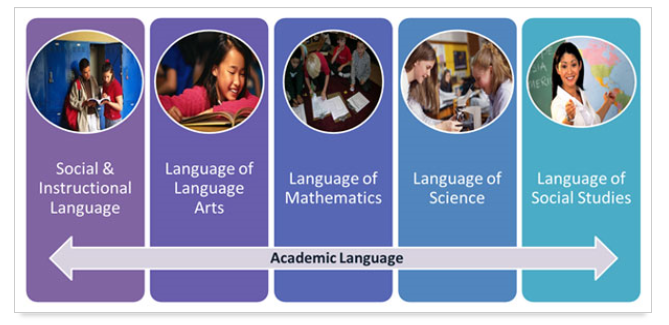 Social &
Instructional
Language
Language of
Language
Arts
Language of
Mathematics
Language of
Science
Language of
Social Studies
Academic Language